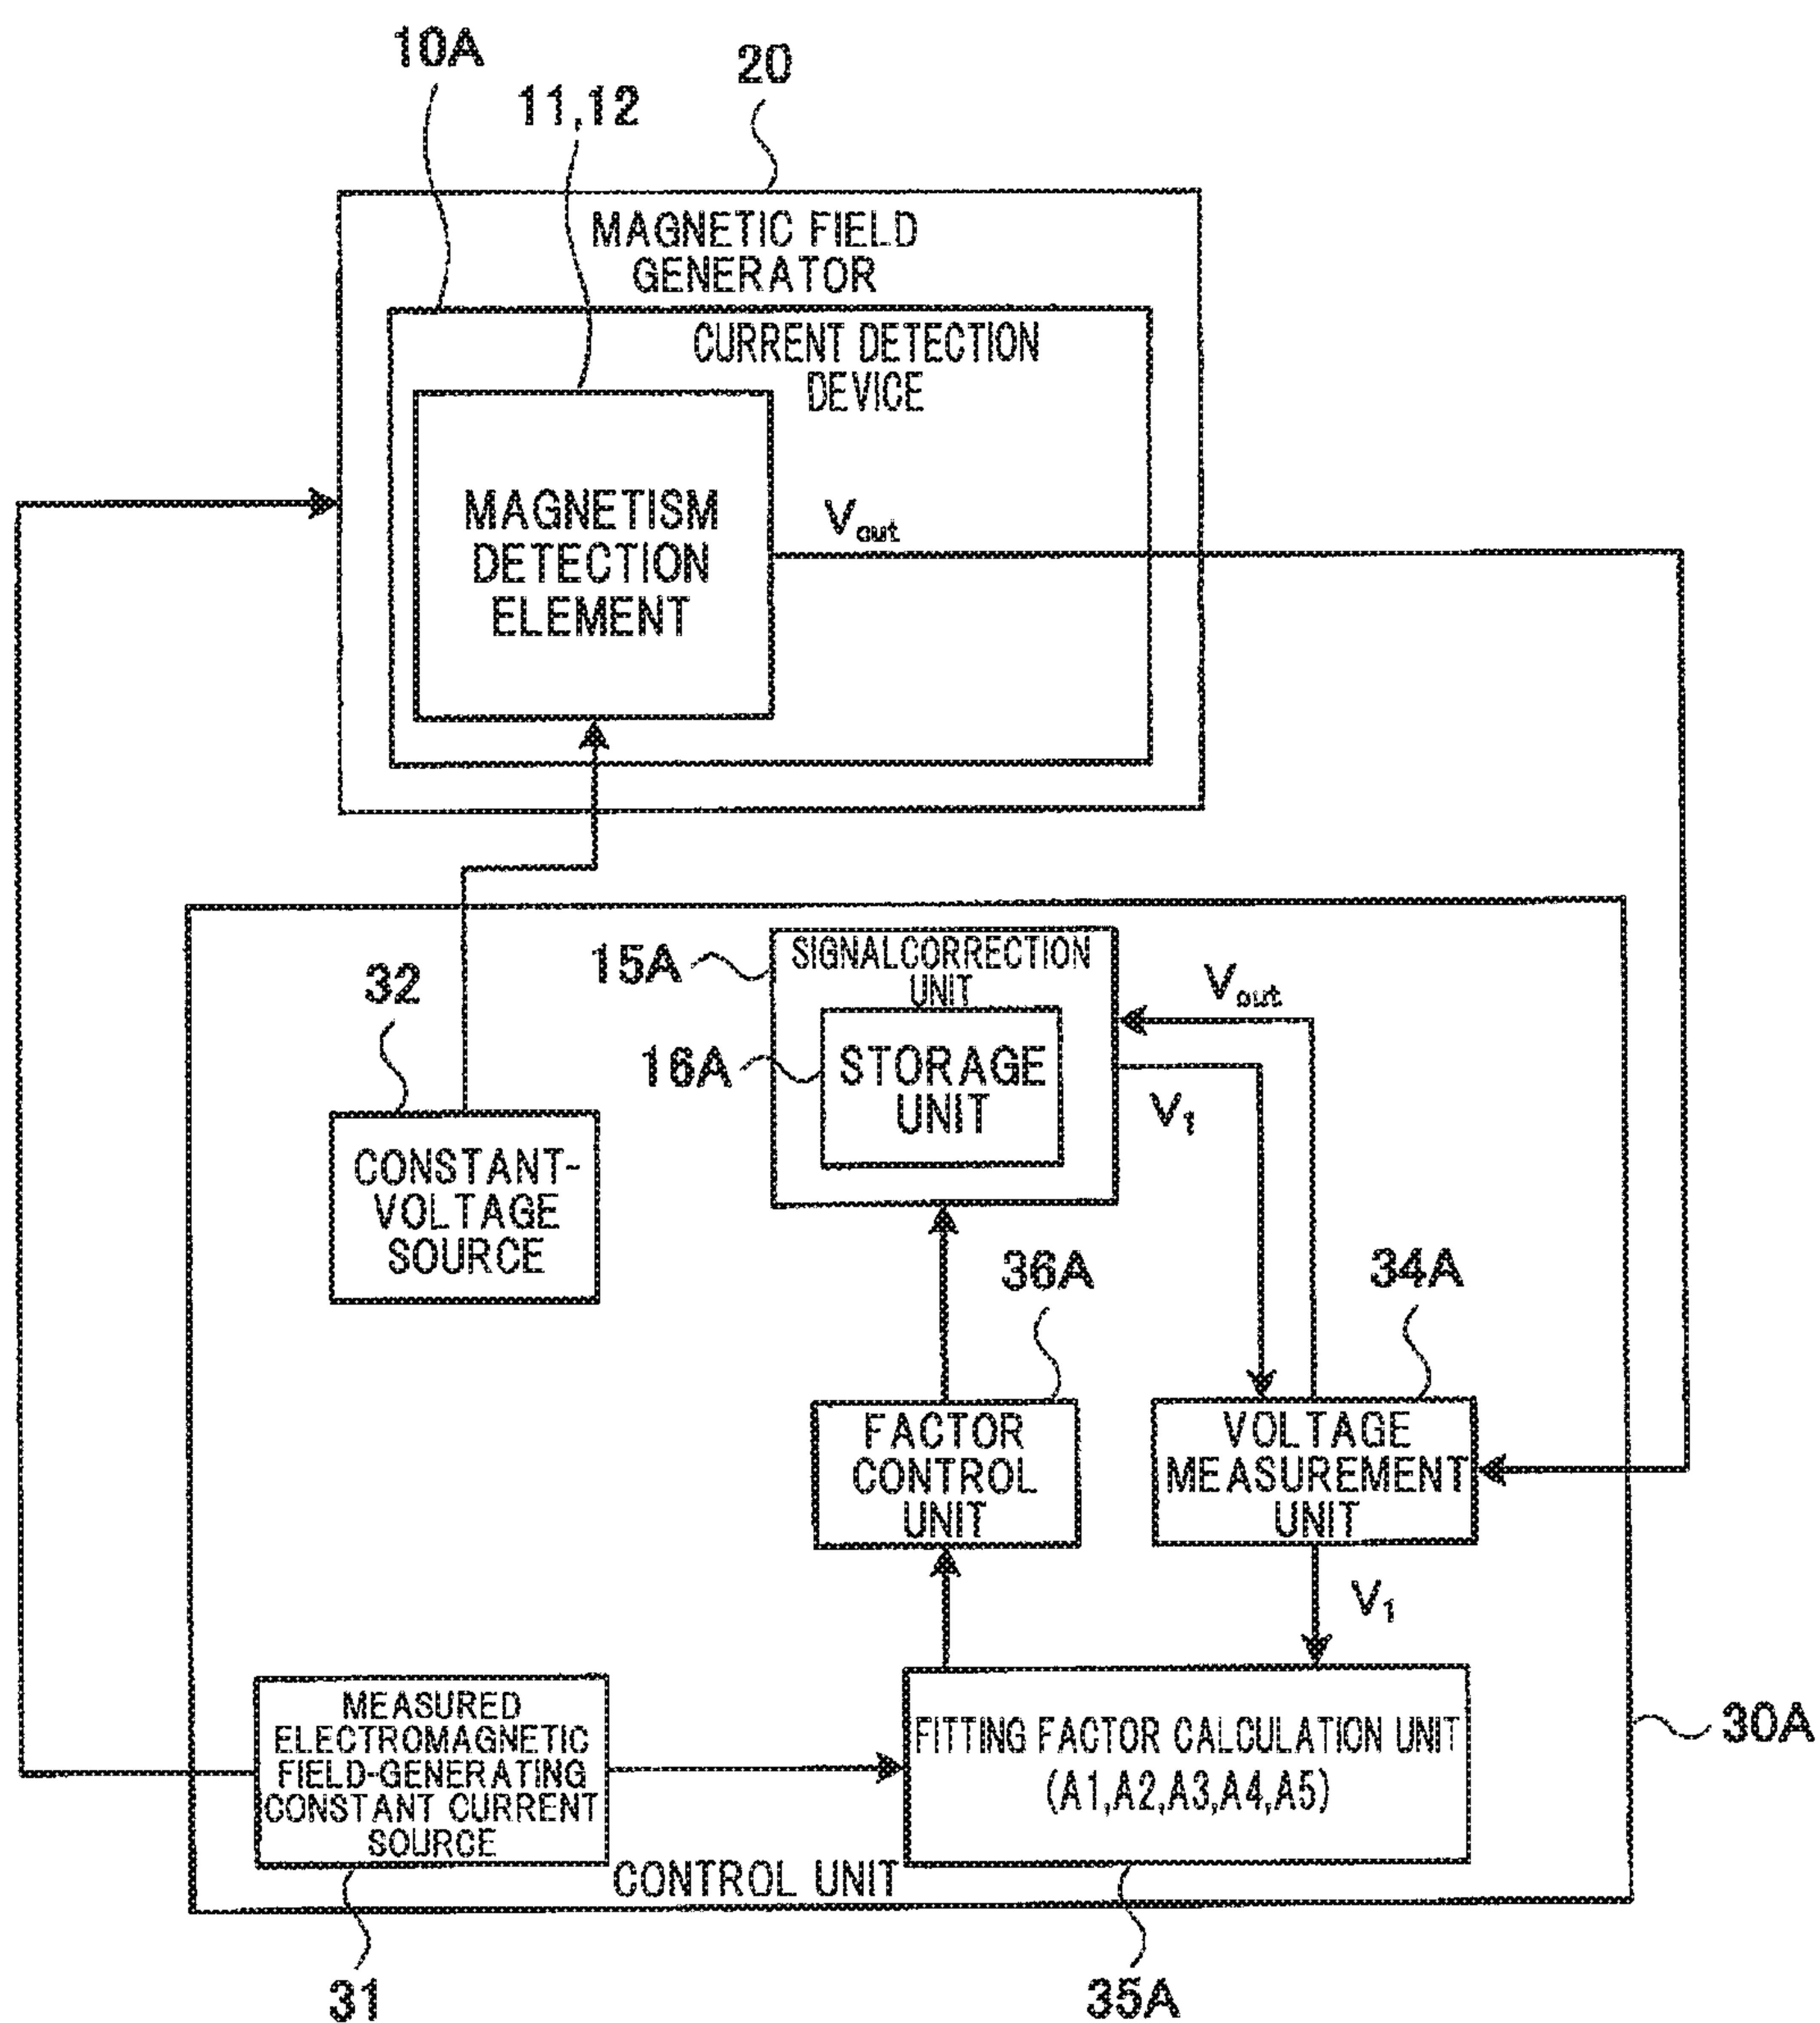 10A
20
11,12
MAGNETIC FIELD
GENERATOR
CURRENT DETECTION
DEVICE
MAGNETISM
DETECTION
ELEMENT
Vout
15A
SIGNALCORRECTION
UNIT
Vout
32
16A
STORAGE
UNIT
V1
CONSTANT-
VOLTAGE
SOURCE
36A
34A
FACTOR
CONTROL
UNIT
VOLTAGE
MEASUREMENT
UNIT
V1
MEASURED
ELECTROMAGNETIC
FIELD-GENERATING
CONSTANT CURRENT
SOURCE
FITTING FACTOR CALCULATION UNIT
(A1,A2,A3,A4,A5)
30A
CONTROL UNIT
31
35A